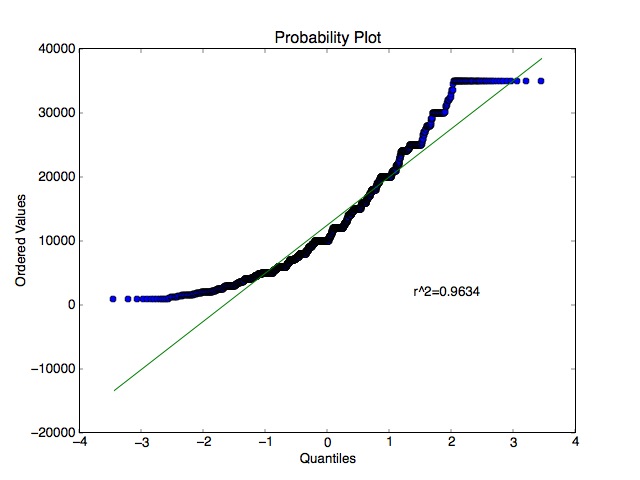 Probability Plot
40000
30000
20000
10000
0
−10000
−20000
Ordered Values
r^2=0.9634
−4 −3 −2 −1 0 1 2 3 4
Quantiles